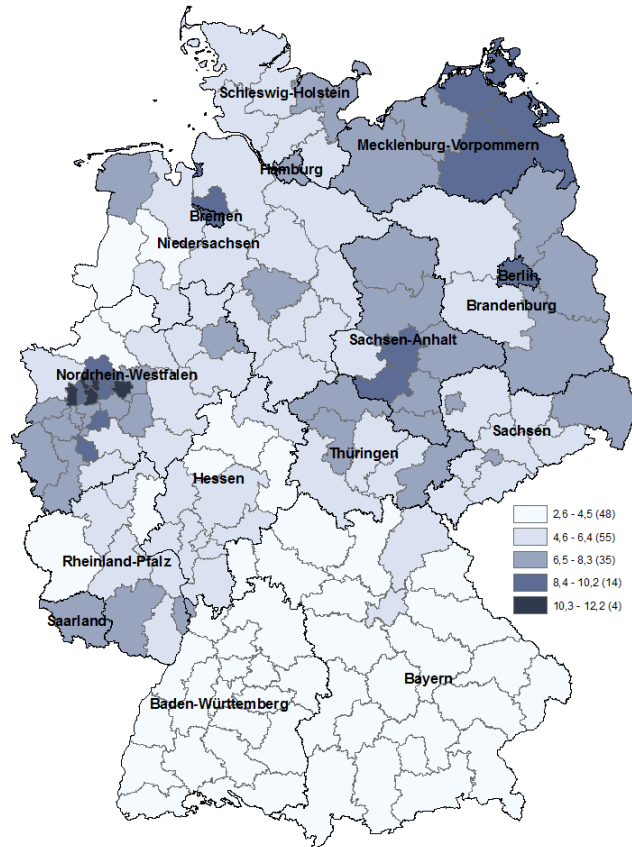 Schleswig-Holstein
Mecklenburg-Vorpommern
Hamburg
Bremen
Niedersachsen
Berlin
Brandenburg
Sachsen-Anhalt
Nordrhein-Westfalen
Sachsen
Thüringen
Hessen
2,6 - 4,5 (48)
4,6 - 6,4 (55)
6,5 - 8,3 (35)
8,4 - 10,2 (14)
10,3 - 12,2 (4)
Rheinland-Pfalz
Saarland
Bayern
Baden-Württemberg